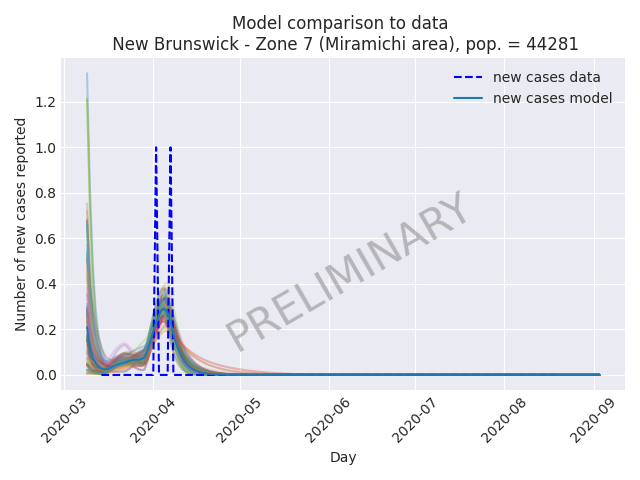 Model comparison to data
New Brunswick - Zone 7 (Miramichi area), pop. = 44281
new cases data
new cases model
Number of new cases reported
1.2
1.0
0.8
0.6
0.4
0.2
0.0
PRELIMINARY
2020-03
2020-04
2020-05
2020-06
2020-07
2020-08
2020-09
Day